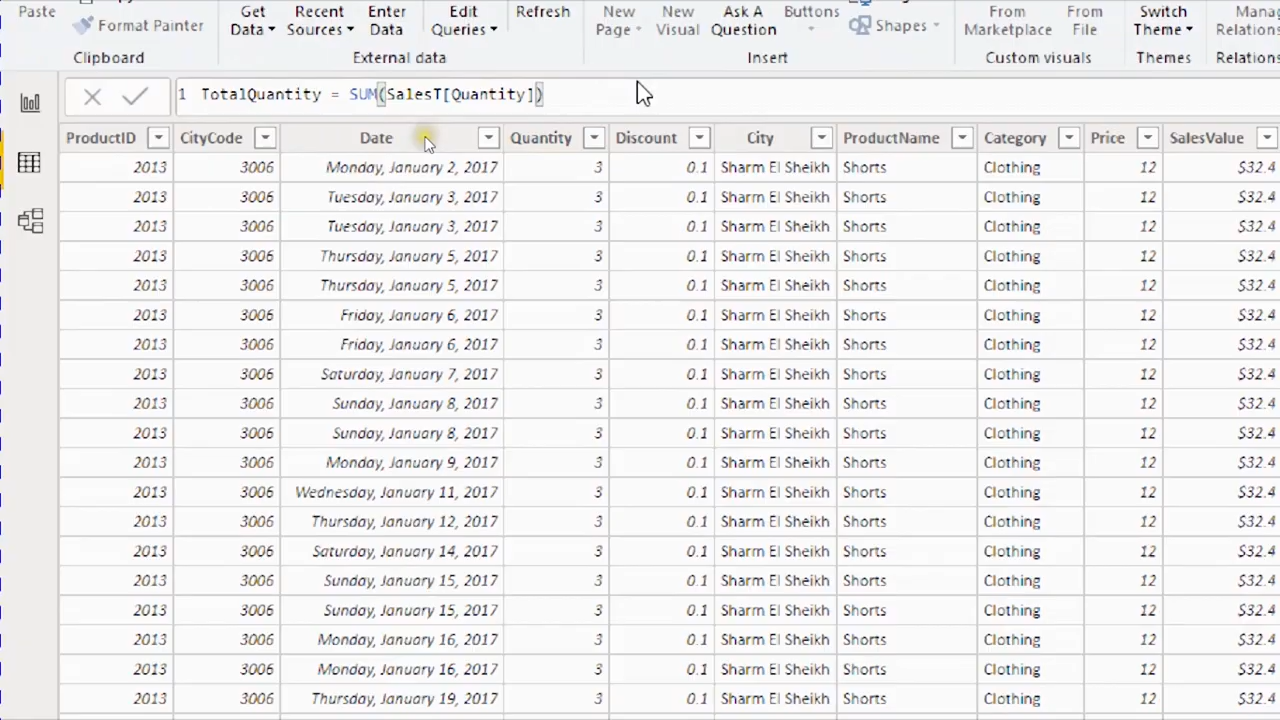 Paste
Format Painter
Clipboard
Get
Data
Recent
Sources
Enter
Data
Edit
Queries
Refresh
External data
New
Page
New
Visual
Ask A
Question
Buttons
Shapes
Insert
From
Marketplace
From
File
Custom visuals
Switch
Theme
Themes
Relations
1 TotalQuantity = SUM(SalesT[Quantity])
ProductID CityCode Date Quantity Discount City ProductName Category Price SalesValue
2013 3006 Monday, January 2, 2017 3 0.1 Sharm El Sheikh Shorts Clothing 12 $32.4
2013 3006 Tuesday, January 3, 2017 3 0.1 Sharm El Sheikh Shorts Clothing 12 $32.4
2013 3006 Tuesday, January 3, 2017 3 0.1 Sharm El Sheikh Shorts Clothing 12 $32.4
2013 3006 Thursday, January 5, 2017 3 0.1 Sharm El Sheikh Shorts Clothing 12 $32.4
2013 3006 Thursday, January 5, 2017 3 0.1 Sharm El Sheikh Shorts Clothing 12 $32.4
2013 3006 Friday, January 6, 2017 3 0.1 Sharm El Sheikh Shorts Clothing 12 $32.4
2013 3006 Friday, January 6, 2017 3 0.1 Sharm El Sheikh Shorts Clothing 12 $32.4
2013 3006 Saturday, January 7, 2017 3 0.1 Sharm El Sheikh Shorts Clothing 12 $32.4
2013 3006 Sunday, January 8, 2017 3 0.1 Sharm El Sheikh Shorts Clothing 12 $32.4
2013 3006 Sunday, January 8, 2017 3 0.1 Sharm El Sheikh Shorts Clothing 12 $32.4
2013 3006 Monday, January 9, 2017 3 0.1 Sharm El Sheikh Shorts Clothing 12 $32.4
2013 3006 Wednesday, January 11, 2017 3 0.1 Sharm El Sheikh Shorts Clothing 12 $32.4
2013 3006 Thursday, January 12, 2017 3 0.1 Sharm El Sheikh Shorts Clothing 12 $32.4
2013 3006 Saturday, January 14, 2017 3 0.1 Sharm El Sheikh Shorts Clothing 12 $32.4
2013 3006 Sunday, January 15, 2017 3 0.1 Sharm El Sheikh Shorts Clothing 12 $32.4
2013 3006 Sunday, January 15, 2017 3 0.1 Sharm El Sheikh Shorts Clothing 12 $32.4
2013 3006 Monday, January 16, 2017 3 0.1 Sharm El Sheikh Shorts Clothing 12 $32.4
2013 3006 Monday, January 16, 2017 3 0.1 Sharm El Sheikh Shorts Clothing 12 $32.4
2013 3006 Thursday, January 19, 2017 3 0.1 Sharm El Sheikh Shorts Clothing 12 $32.4